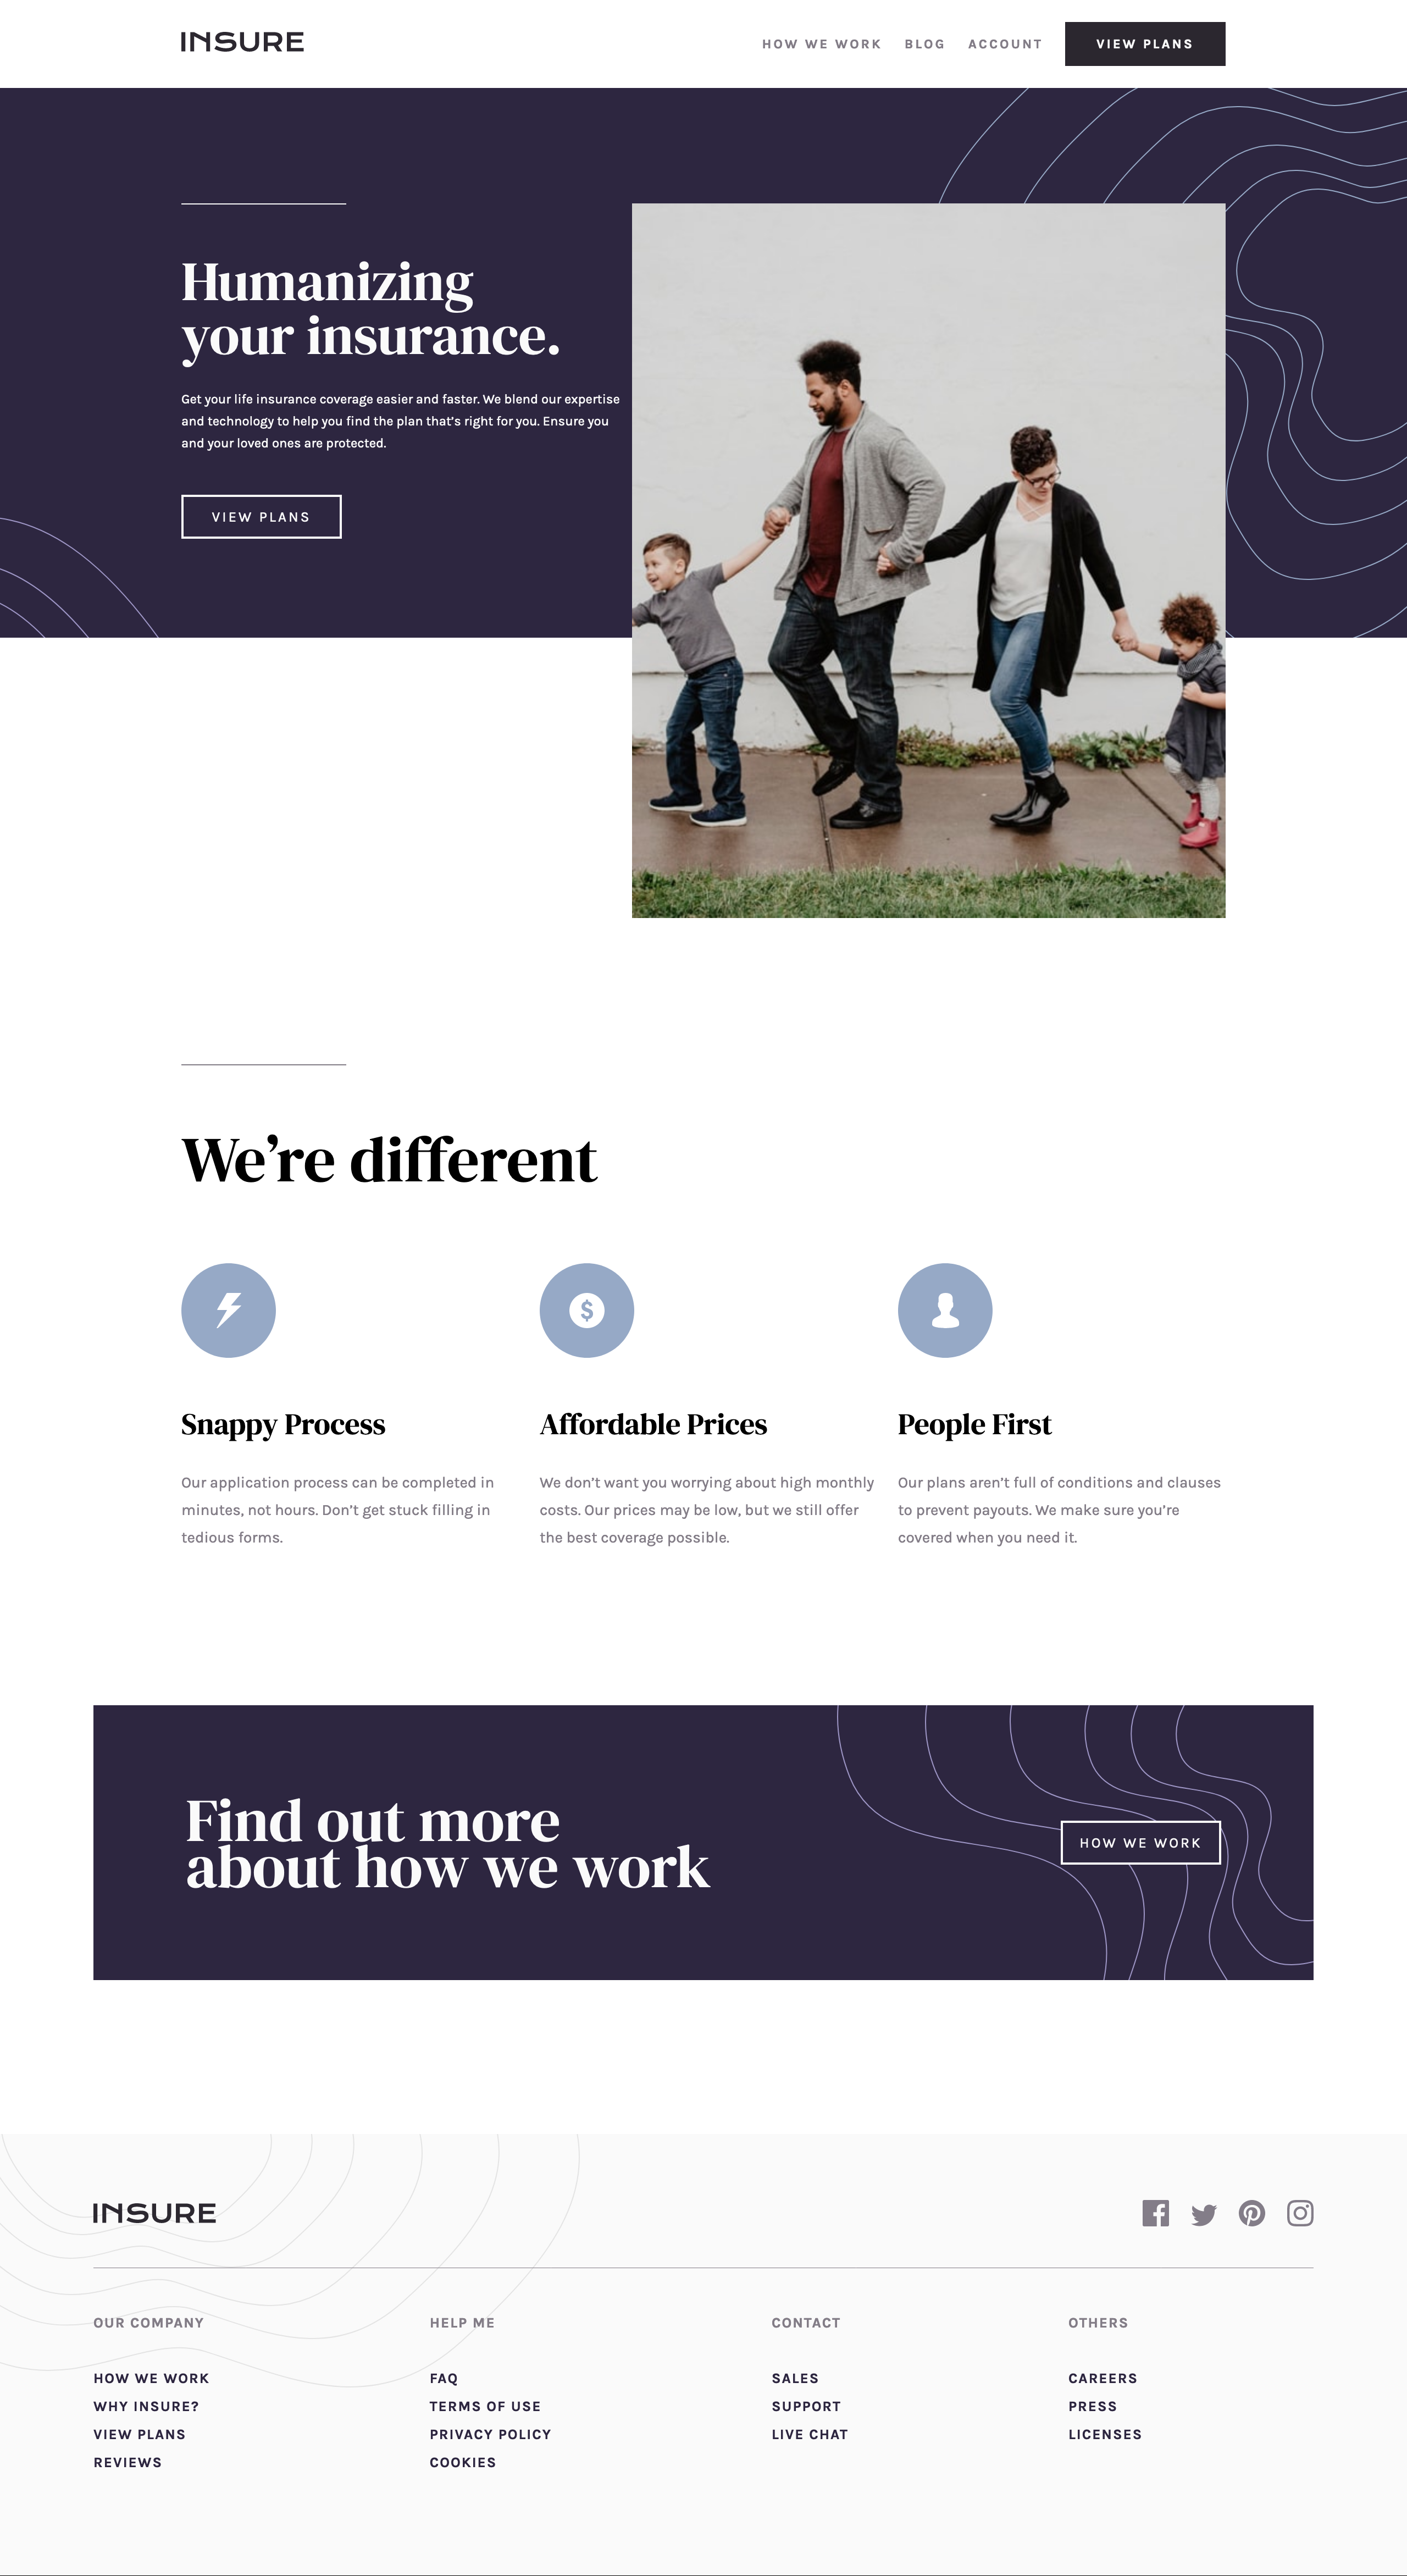 INSURE
HOW WE WORK BLOG ACCOUNT VIEW PLANS
Humanizing
your insurance.
Get your life insurance coverage easier and faster. We blend our expertise
and technology to help you find the plan that’s right for you. Ensure you
and your loved ones are protected.
VIEW PLANS
We’re different
Snappy Process
Our application process can be completed in
minutes, not hours. Don’t get stuck filling in
tedious forms.
Affordable Prices
We don’t want you worrying about high monthly
costs. Our prices may be low, but we still offer
the best coverage possible.
People First
Our plans aren’t full of conditions and clauses
to prevent payouts. We make sure you’re
covered when you need it.
Find out more
about how we work
HOW WE WORK
INSURE
OUR COMPANY
HOW WE WORK
WHY INSURE?
VIEW PLANS
REVIEWS
HELP ME
FAQ
TERMS OF USE
PRIVACY POLICY
COOKIES
CONTACT
SALES
SUPPORT
LIVE CHAT
OTHERS
CAREERS
PRESS
LICENSES